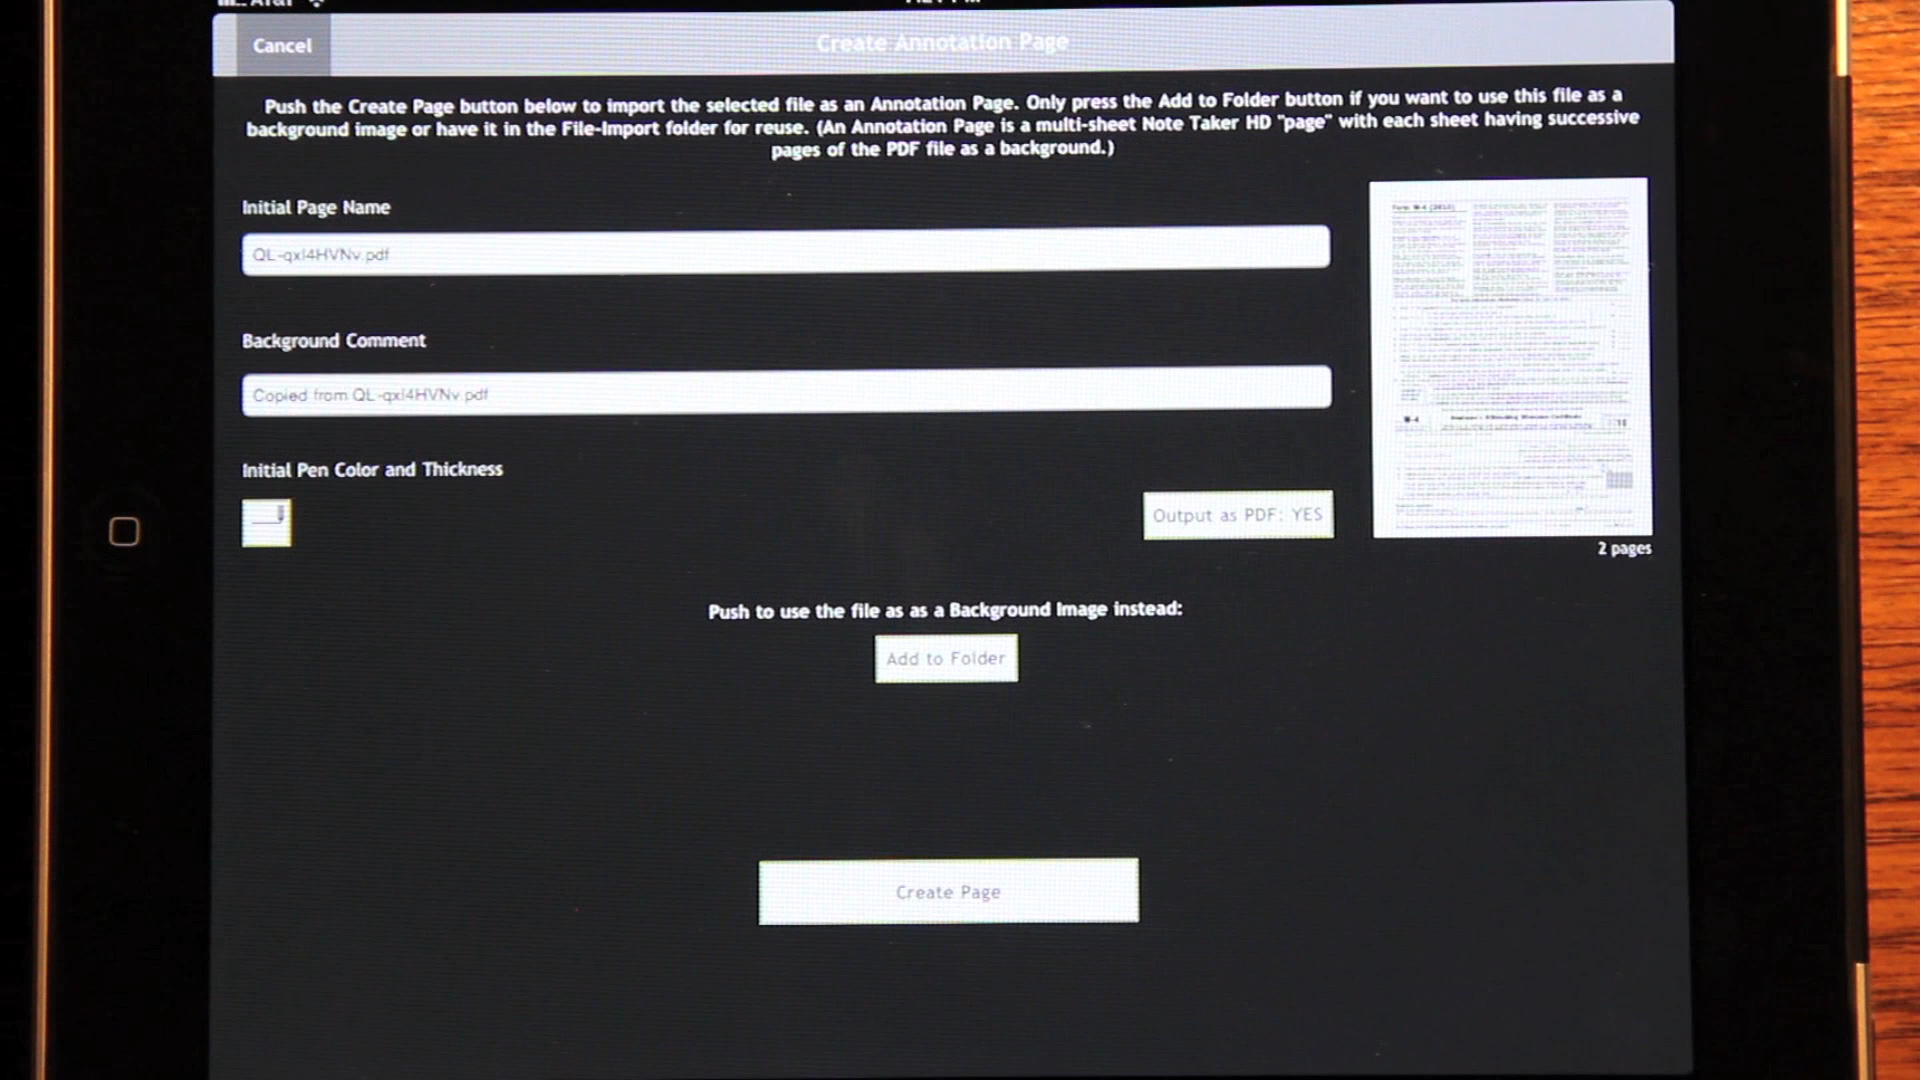 Cancel
Create Annotation Page
Push the Create Page button below to import the selected file as an Annotation Page. Only press the Add to Folder button if you want to use this file as a
background image or have it in the File-Import folder for reuse. (An Annotation Page is a multi-sheet Note Taker HD "page" with each sheet having successive
pages of the PDF file as a background.)
Initial Page Name
QL-qxl4HVNv.pdf
Background Comment
Copied from QL-qxl4HVNv.pdf
Initial Pen Color and Thickness
Output as PDF: YES
Form W-4
W-4
2 pages
Push to use the file as as a Background Image instead:
Add to Folder
Create Page